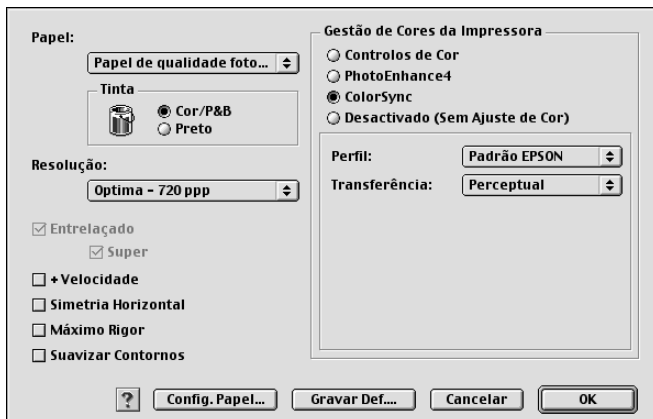 Papel:
Papel de qualidade foto...
Tinta
Cor/P&B
Preto
Resolução:
Optima - 720 ppp
Entrelaçado
Super
+ Velocidade
Simetria Horizontal
Máximo Rigor
Suavizar Contornos
Gestão de Cores da Impressora
Controlos de Cor
PhotoEnhance4
ColorSync
Desactivado (Sem Ajuste de Cor)
Perfil: Padrão EPSON
Transferência: Perceptual
? Config. Papel... Gravar Def.... Cancelar OK